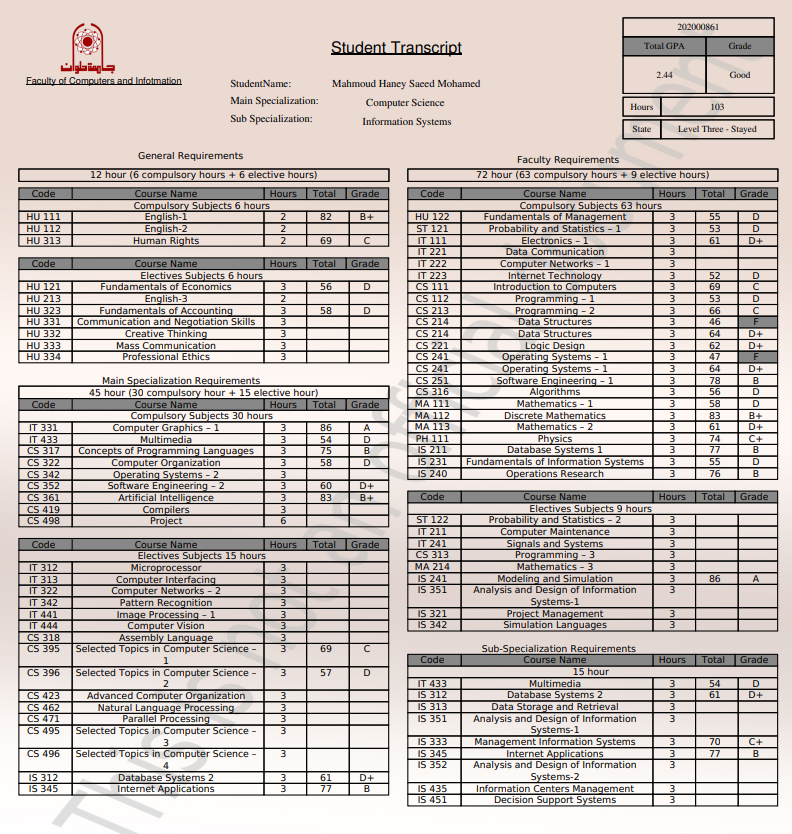 جامعة حلوان
Faculty of Computers and Infotmation
Student Transcript
StudentName: Mahmoud Haney Saeed Mohamed
Main Specialization: Computer Science
Sub Specialization: Information Systems
202000861
Total GPA Grade
2.44 Good
Hours 103
State Level Three - Stayed
General Requirements
12 hour (6 compulsory hours + 6 elective hours)
Code Course Name Hours Total Grade
Compulsory Subjects 6 hours
HU 111 English-1 2 82 B+
HU 112 English-2 2
HU 313 Human Rights 2 69 C
Code Course Name Hours Total Grade
Electives Subjects 6 hours
HU 121 Fundamentals of Economics 3 56 D
HU 213 English-3 2
HU 323 Fundamentals of Accounting 3 58 D
HU 331 Communication and Negotiation Skills 3
HU 332 Creative Thinking 3
HU 333 Mass Communication 3
HU 334 Professional Ethics 3
Main Specialization Requirements
45 hour (30 compulsory hour + 15 elective hour)
Code Course Name Hours Total Grade
Compulsory Subjects 30 hours
IT 331 Computer Graphics – 1 3 86 A
IT 433 Multimedia 3 54 D
CS 317 Concepts of Programming Languages 3 75 B
CS 322 Computer Organization 3 58 D
CS 342 Operating Systems – 2 3
CS 352 Software Engineering – 2 3 60 D+
CS 361 Artificial Intelligence 3 83 B+
CS 419 Compilers 3
CS 498 Project 6
Code Course Name Hours Total Grade
Electives Subjects 15 hours
IT 312 Microprocessor 3
IT 313 Computer Interfacing 3
IT 322 Computer Networks – 2 3
IT 342 Pattern Recognition 3
IT 441 Image Processing – 1 3
IT 444 Computer Vision 3
CS 318 Assembly Language 3
CS 395 Selected Topics in Computer Science – 3 69 C
1
CS 396 Selected Topics in Computer Science – 3 57 D
2
CS 423 Advanced Computer Organization 3
CS 462 Natural Language Processing 3
CS 471 Parallel Processing 3
CS 495 Selected Topics in Computer Science – 3
3
CS 496 Selected Topics in Computer Science – 3
4
IS 312 Database Systems 2 3 61 D+
IS 345 Internet Applications 3 77 B
Faculty Requirements
72 hour (63 compulsory hours + 9 elective hours)
Code Course Name Hours Total Grade
Compulsory Subjects 63 hours
HU 122 Fundamentals of Management 3 55 D
ST 121 Probability and Statistics – 1 3 53 D
IT 111 Electronics – 1 3 61 D+
IT 221 Data Communication 3
IT 222 Computer Networks – 1 3
IT 223 Internet Technology 3 52 D
CS 111 Introduction to Computers 3 69 C
CS 112 Programming – 1 3 53 D
CS 213 Programming – 2 3 66 C
CS 214 Data Structures 3 46 F
CS 214 Data Structures 3 64 D+
CS 221 Logic Design 3 62 D+
CS 241 Operating Systems – 1 3 47 F
CS 241 Operating Systems – 1 3 64 D+
CS 251 Software Engineering – 1 3 78 B
CS 316 Algorithms 3 56 D
MA 111 Mathematics – 1 3 58 D
MA 112 Discrete Mathematics 3 83 B+
MA 113 Mathematics – 2 3 61 D+
PH 111 Physics 3 74 C+
IS 211 Database Systems 1 3 77 B
IS 231 Fundamentals of Information Systems 3 55 D
IS 240 Operations Research 3 76 B
Code Course Name Hours Total Grade
Electives Subjects 9 hours
ST 122 Probability and Statistics – 2 3
IT 211 Computer Maintenance 3
IT 241 Signals and Systems 3
CS 313 Programming – 3 3
MA 214 Mathematics – 3 3
IS 241 Modeling and Simulation 3 86 A
IS 351 Analysis and Design of Information 3
Systems-1
IS 321 Project Management 3
IS 342 Simulation Languages 3
Sub-Specialization Requirements
Code Course Name Hours Total Grade
15 hour
IT 433 Multimedia 3 54 D
IS 312 Database Systems 2 3 61 D+
IS 313 Data Storage and Retrieval 3
IS 351 Analysis and Design of Information 3
Systems-1
IS 333 Management Information Systems 3 70 C+
IS 345 Internet Applications 3 77 B
IS 352 Analysis and Design of Information 3
Systems-2
IS 435 Information Centers Management 3
IS 451 Decision Support Systems 3
This is not an official document